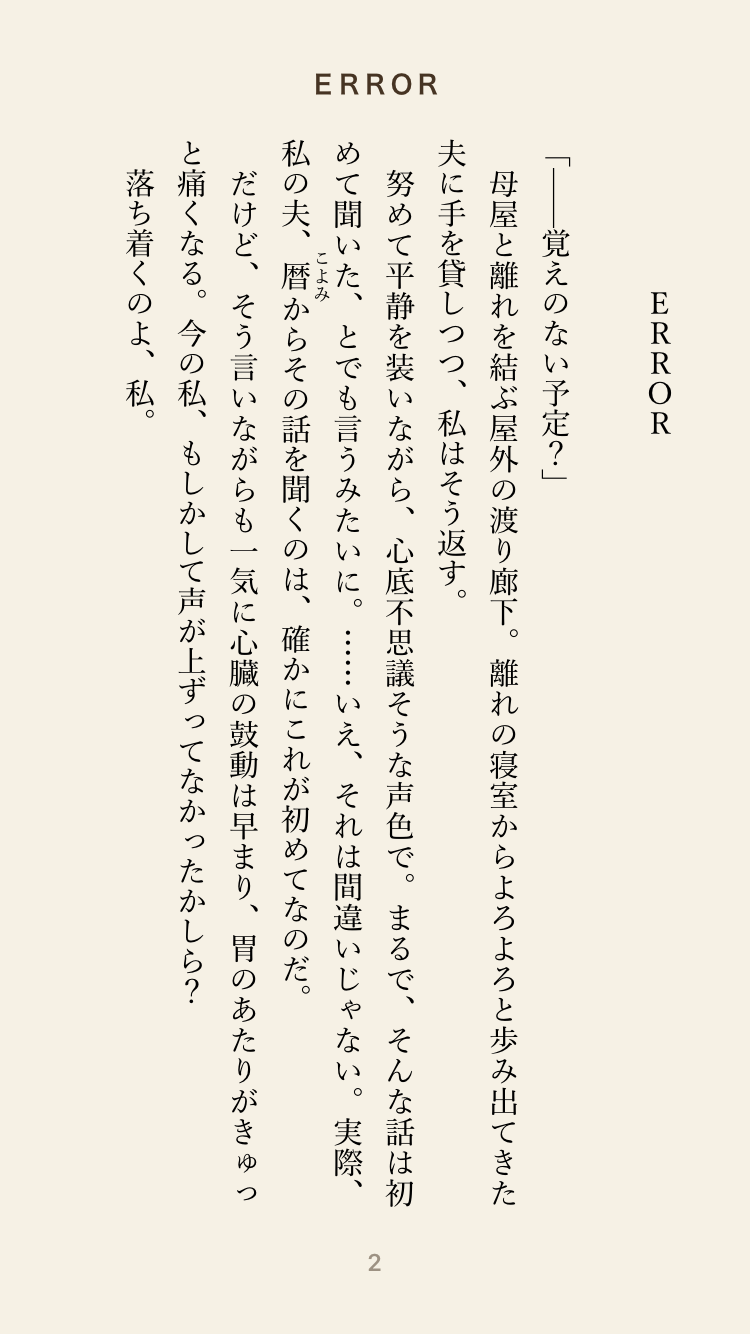 ERROR
ERROR
「――覚えのない予定？」
　母屋と離れを結ぶ屋外の渡り廊下。離れの寝室からよろよろと歩み出てきた
夫に手を貸しつつ、私はそう返す。
　努めて平静を装いながら、心底不思議そうな声色で。まるで、そんな話は初
めて聞いた、とでも言うみたいに。……いえ、それは間違いじゃない。実際、
こよみ
私の夫、暦からその話を聞くのは、確かにこれが初めてなのだ。
　だけど、そう言いながらも一気に心臓の鼓動は早まり、胃のあたりがきゅっ
と痛くなる。今の私、もしかして声が上ずってなかったかしら？
　落ち着くのよ、私。
2